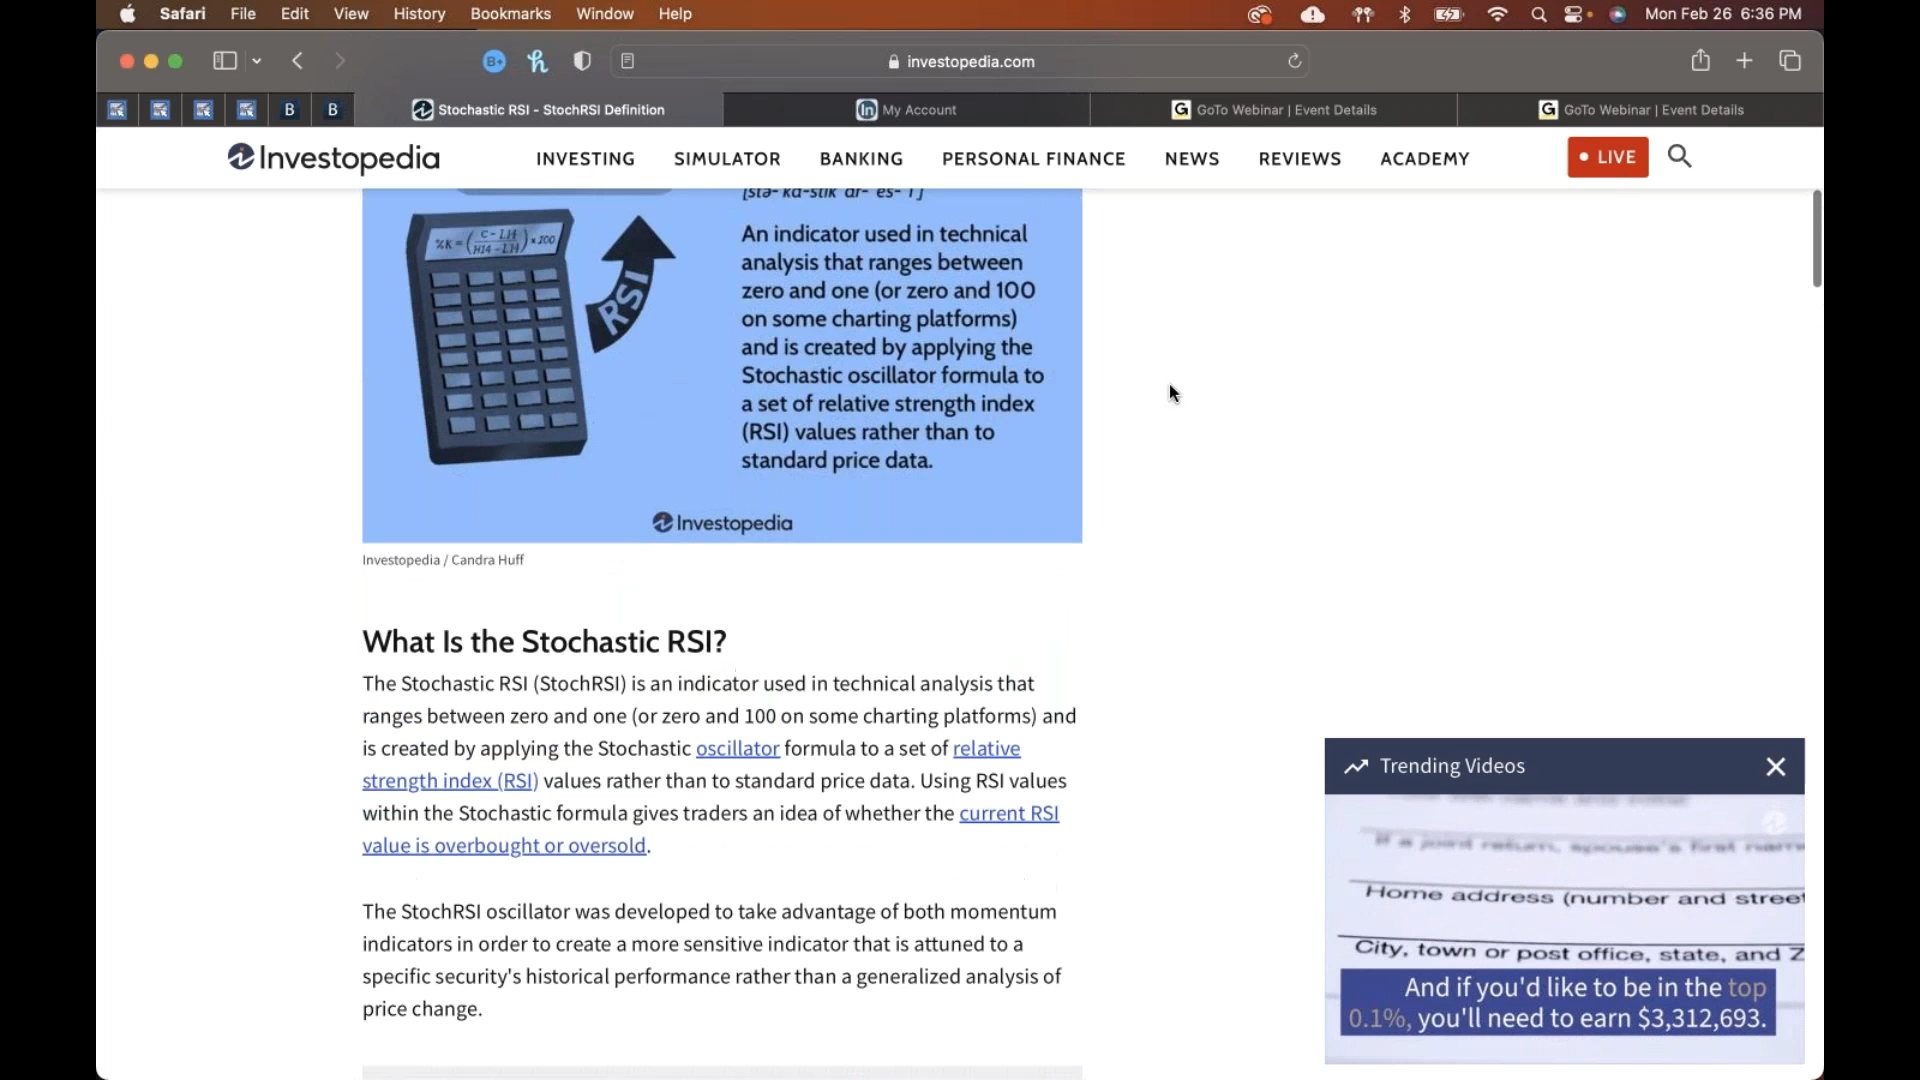 Safari File Edit View History Bookmarks Window Help Mon Feb 26 6:36 PM
investopedia.com
B B Stochastic RSI - StochRSI Definition My Account GoTo Webinar | Event Details GoTo Webinar | Event Details
Investopedia INVESTING SIMULATOR BANKING PERSONAL FINANCE NEWS REVIEWS ACADEMY LIVE
%K = ( C - L14 / H14 - L14 ) × 100
RSI
An indicator used in technical
analysis that ranges between
zero and one (or zero and 100
on some charting platforms)
and is created by applying the
Stochastic oscillator formula to
a set of relative strength index
(RSI) values rather than to
standard price data.
Investopedia
Investopedia / Candra Huff
What Is the Stochastic RSI?
The Stochastic RSI (StochRSI) is an indicator used in technical analysis that
ranges between zero and one (or zero and 100 on some charting platforms) and
is created by applying the Stochastic oscillator formula to a set of relative
strength index (RSI) values rather than to standard price data. Using RSI values
within the Stochastic formula gives traders an idea of whether the current RSI
value is overbought or oversold.
The StochRSI oscillator was developed to take advantage of both momentum
indicators in order to create a more sensitive indicator that is attuned to a
specific security's historical performance rather than a generalized analysis of
price change.
Trending Videos
If a joint return, spouse's first name
Home address (number and street
City, town or post office, state, and Z
And if you'd like to be in the top
0.1%, you'll need to earn $3,312,693.